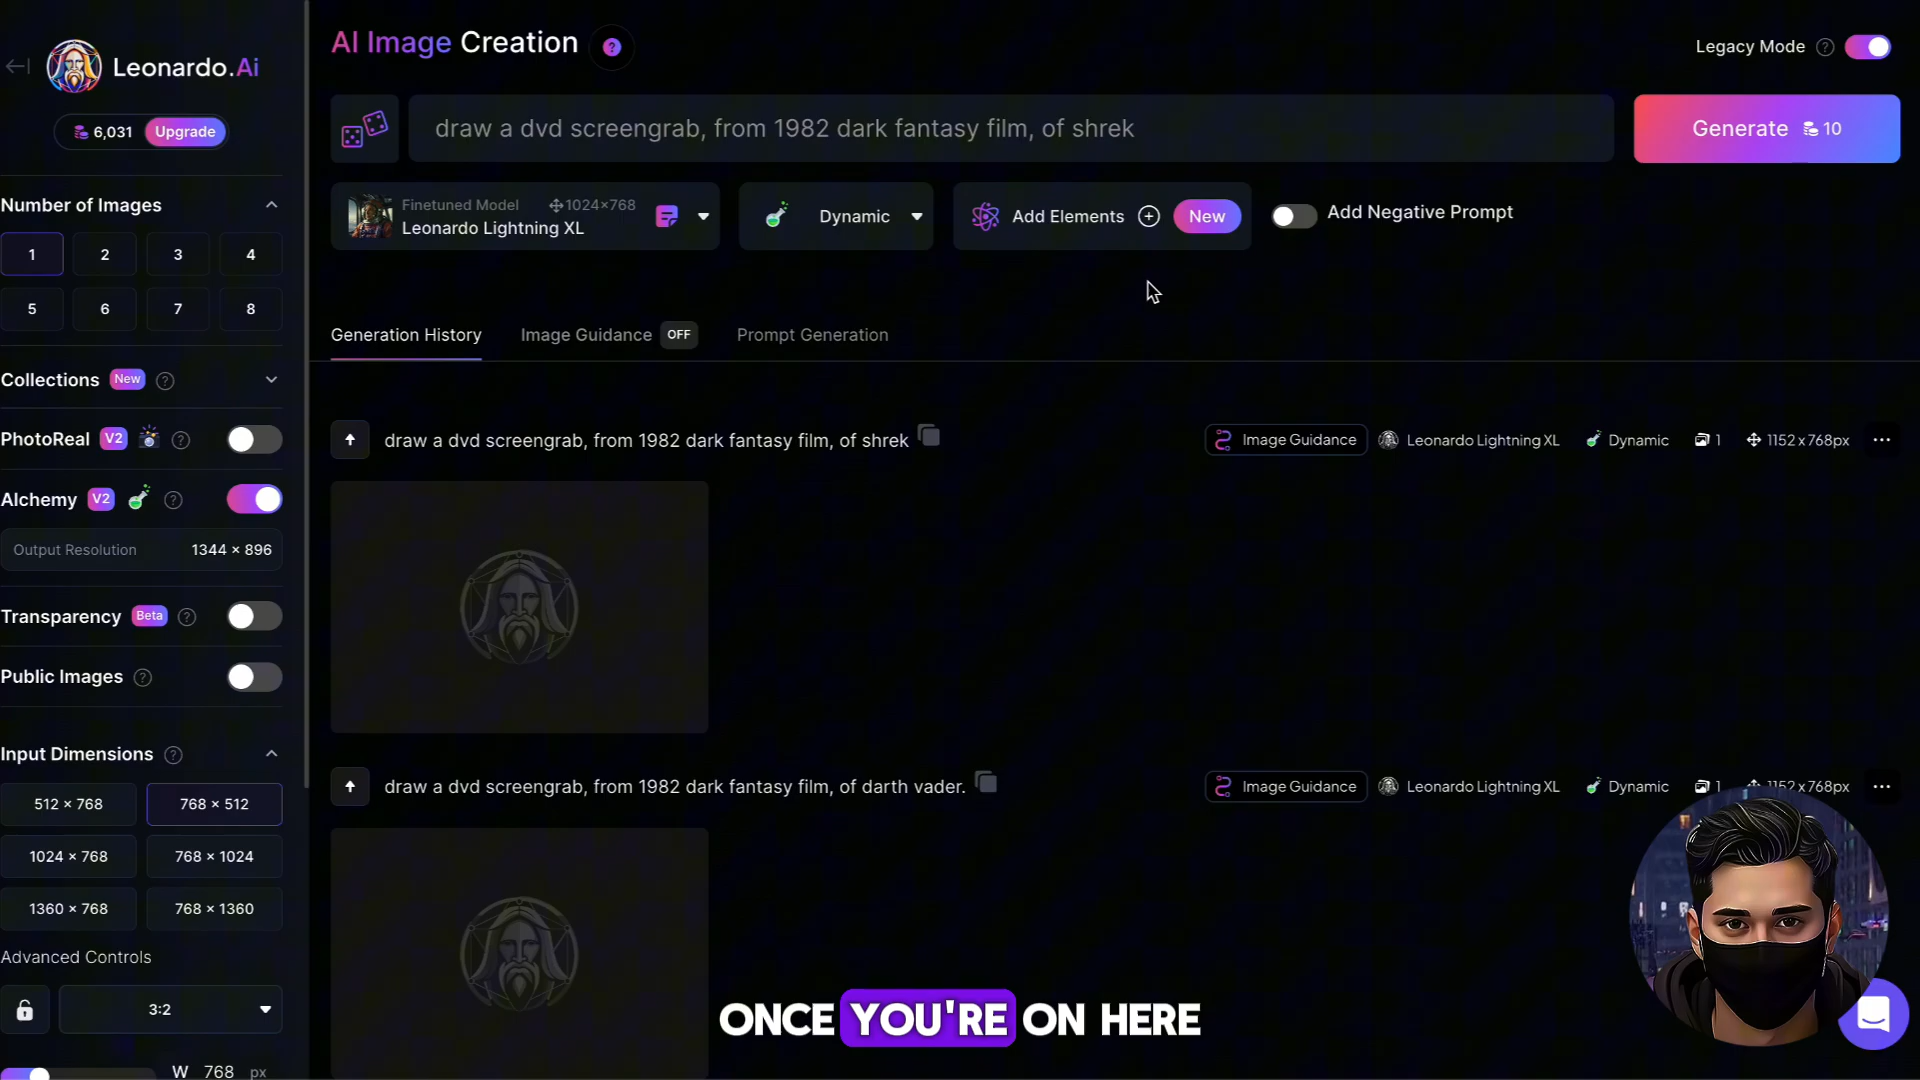 Leonardo.Ai
6,031 Upgrade
Number of Images
1 2 3 4
5 6 7 8
Collections New ?
PhotoReal V2 ?
Alchemy V2 ?
Output Resolution 1344 × 896
Transparency Beta ?
Public Images ?
Input Dimensions ?
512 × 768 768 × 512
1024 × 768 768 × 1024
1360 × 768 768 × 1360
Advanced Controls
3:2
W 768 px
AI Image Creation ?
Legacy Mode ?
draw a dvd screengrab, from 1982 dark fantasy film, of shrek
Generate 10
Finetuned Model 1024×768
Leonardo Lightning XL
Dynamic
Add Elements New
Add Negative Prompt
Generation History Image Guidance OFF Prompt Generation
draw a dvd screengrab, from 1982 dark fantasy film, of shrek
Image Guidance Leonardo Lightning XL Dynamic 1 1152x768px
draw a dvd screengrab, from 1982 dark fantasy film, of darth vader.
Image Guidance Leonardo Lightning XL Dynamic 1 1152x768px
ONCE YOU'RE ON HERE